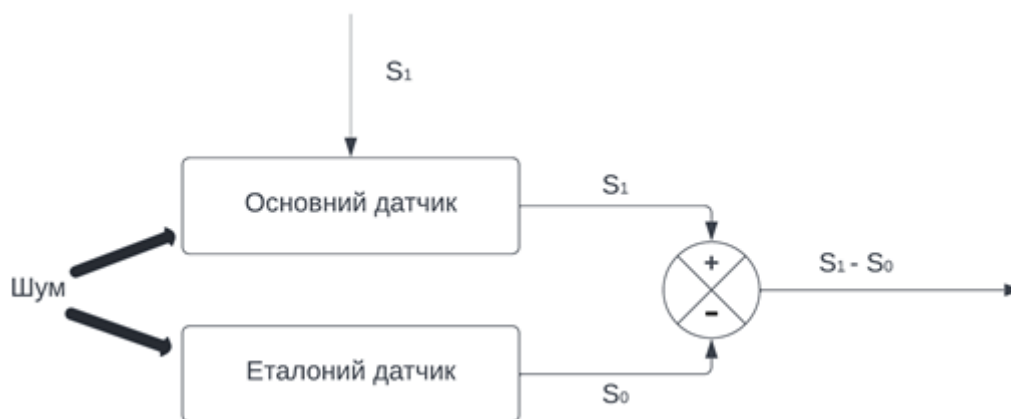 S₁
Основний датчик
S₁
+
S₁ - S₀
Шум
-
Еталоний датчик
S₀